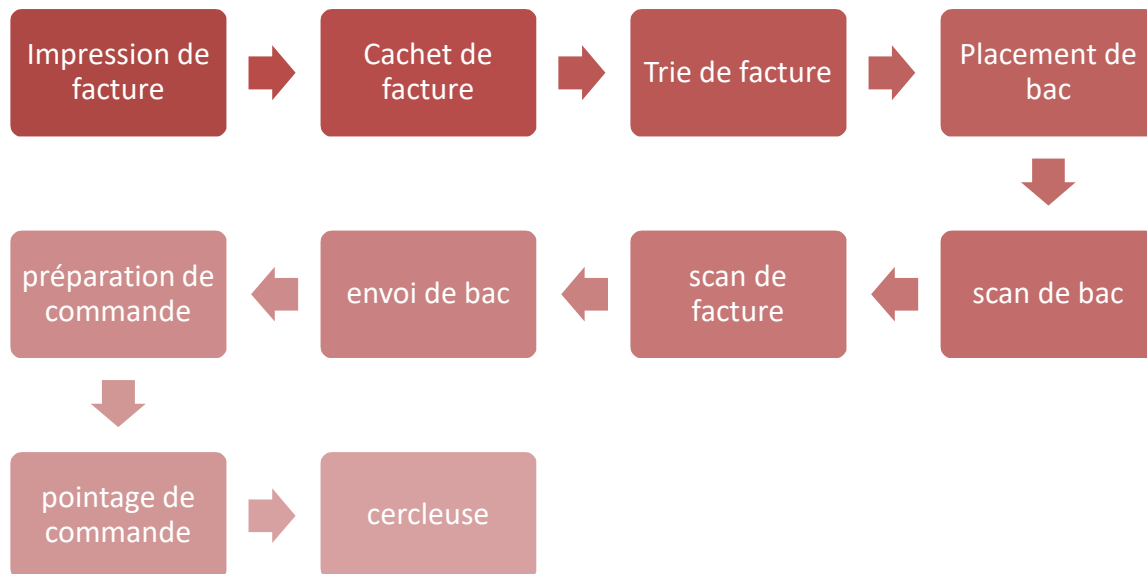 Impression de
facture
Cachet de
facture
Trie de facture
Placement de
bac
scan de bac
scan de
facture
envoi de bac
préparation de
commande
pointage de
commande
cercleuse